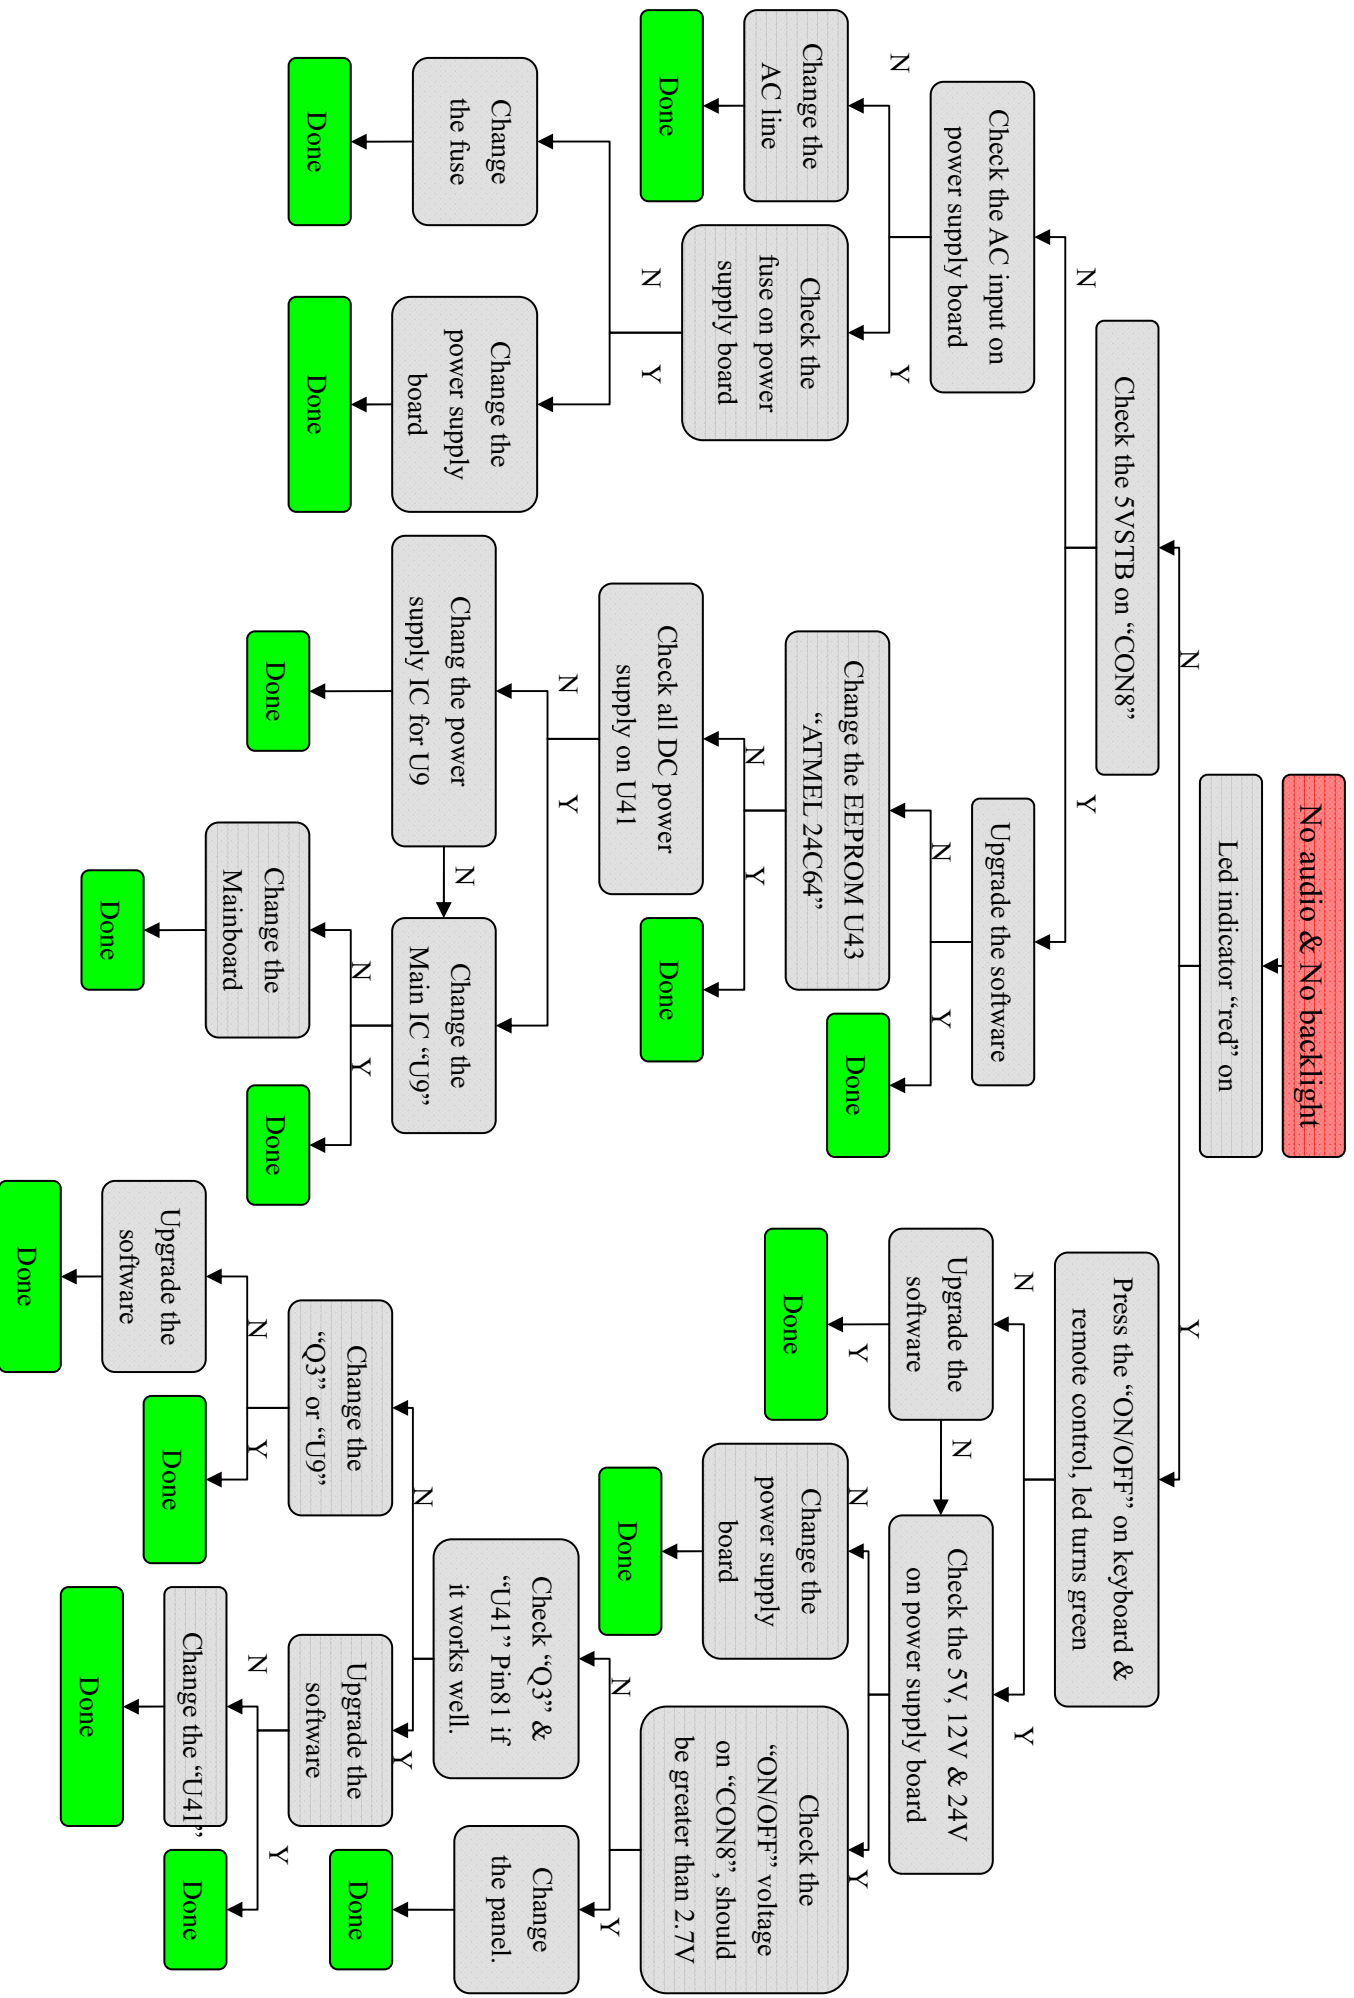 No audio & No backlight
Led indicator “red” on
N
Y
Check the 5VSTB on “CON8”
Press the “ON/OFF” on keyboard &
remote control, led turns green
N
Y
N
Y
Check the AC input on
power supply board
Upgrade the software
Upgrade the
software
N
Check the 5V, 12V & 24V
on power supply board
N
Y
N
Y
Y
N
Y
Change the
AC line
Check the
fuse on power
supply board
Change the EEPROM U43
“ATMEL 24C64”
Done
Done
Change the
power supply
board
Check the
“ON/OFF” voltage
on “CON8”, should
be greater than 2.7V
Done
N
Y
N
Y
Done
Done
N
Y
Check all DC power
supply on U41
N
Y
Change
the fuse
Change the
power supply
board
Chang the power
supply IC for U9
N
Change the
Main IC “U9”
Check “Q3” &
“U41” Pin81 if
it works well.
Change
the panel.
Done
Done
N
Y
N
Y
Done
Done
Change the
Mainboard
Done
Change the
“Q3” or “U9”
Upgrade the
software
N
Y
N
Y
Done
Upgrade the
software
Done
Change the “U41”
Done
Done
Done